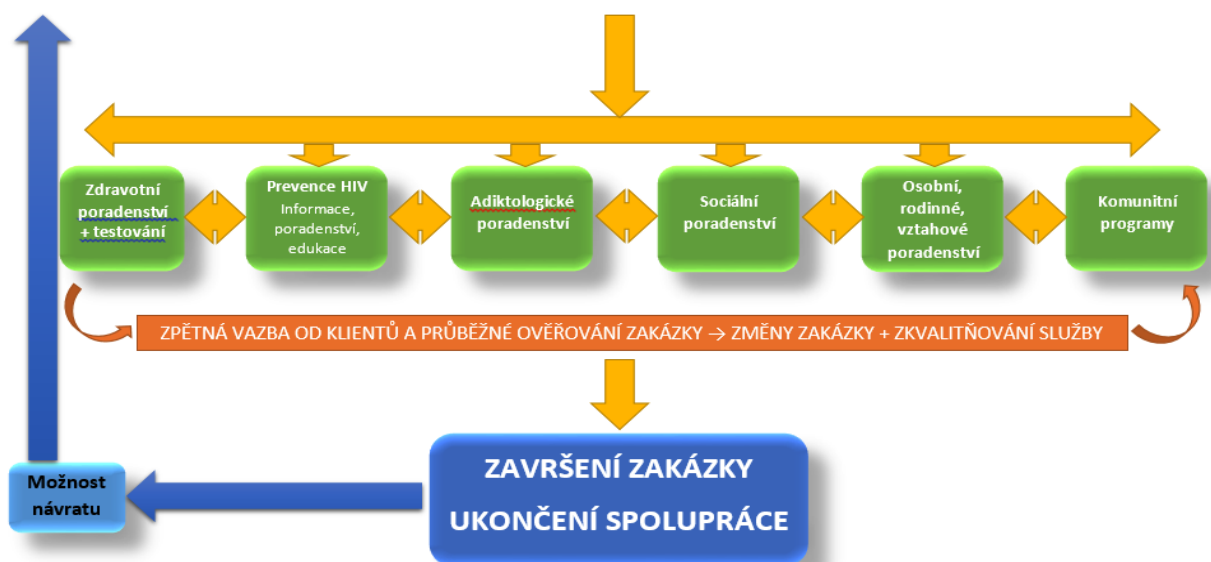 Zdravotní
poradenství
+ testování
Prevence HIV
Informace,
poradenství,
edukace
Adiktologické
poradenství
Sociální
poradenství
Osobní,
rodinné,
vztahové
poradenství
Komunitní
programy
ZPĚTNÁ VAZBA OD KLIENTŮ A PRŮBĚŽNÉ OVĚŘOVÁNÍ ZAKÁZKY → ZMĚNY ZAKÁZKY + ZKVALITŇOVÁNÍ SLUŽBY
ZAVRŠENÍ ZAKÁZKY
UKONČENÍ SPOLUPRÁCE
Možnost
návratu